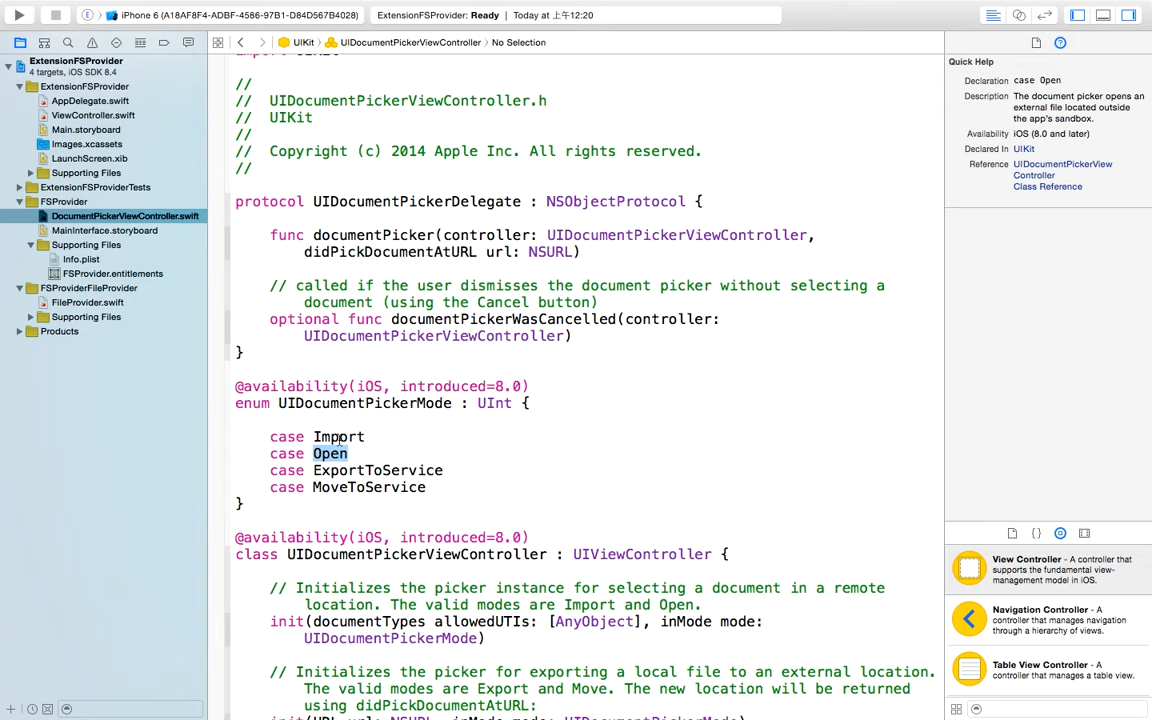 iPhone 6 (A18AF8F4-ADBF-4586-97B1-D84D567B4028)
ExtensionFSProvider: Ready | Today at 上午12:20
UIKit
UIDocumentPickerViewController
No Selection
ExtensionFSProvider
4 targets, iOS SDK 8.4
ExtensionFSProvider
AppDelegate.swift
ViewController.swift
Main.storyboard
Images.xcassets
LaunchScreen.xib
Supporting Files
ExtensionFSProviderTests
FSProvider
DocumentPickerViewController.swift
MainInterface.storyboard
Supporting Files
Info.plist
FSProvider.entitlements
FSProviderFileProvider
FileProvider.swift
Supporting Files
Products
//
//  UIDocumentPickerViewController.h
//  UIKit
//
//  Copyright (c) 2014 Apple Inc. All rights reserved.
//
protocol UIDocumentPickerDelegate : NSObjectProtocol {
func documentPicker(controller: UIDocumentPickerViewController,
didPickDocumentAtURL url: NSURL)
// called if the user dismisses the document picker without selecting a
document (using the Cancel button)
optional func documentPickerWasCancelled(controller:
UIDocumentPickerViewController)
}
@availability(iOS, introduced=8.0)
enum UIDocumentPickerMode : UInt {
case Import
case Open
case ExportToService
case MoveToService
}
@availability(iOS, introduced=8.0)
class UIDocumentPickerViewController : UIViewController {
// Initializes the picker instance for selecting a document in a remote
location. The valid modes are Import and Open.
init(documentTypes allowedUTIs: [AnyObject], inMode mode:
UIDocumentPickerMode)
// Initializes the picker for exporting a local file to an external location.
The valid modes are Export and Move. The new location will be returned
using didPickDocumentAtURL:
init(URL url: NSURL, inMode mode: UIDocumentPickerMode)
Quick Help
Declaration case Open
Description The document picker opens an
external file located outside
the app's sandbox.
Availability iOS (8.0 and later)
Declared In UIKit
Reference UIDocumentPickerView
Controller
Class Reference
View Controller - A controller that
supports the fundamental view-
management model in iOS.
Navigation Controller - A
controller that manages navigation
through a hierarchy of views.
Table View Controller - A
controller that manages a table view.